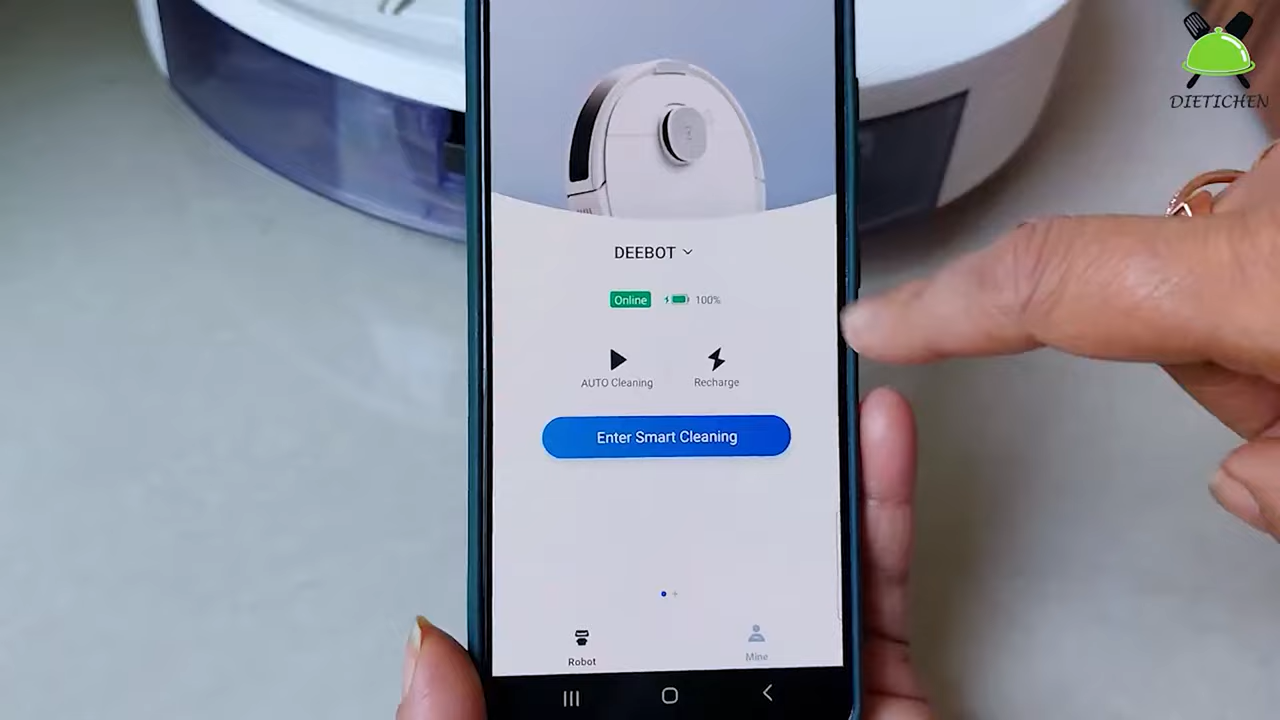 DIETICHEN
DEEBOT
Online 100%
AUTO Cleaning Recharge
Enter Smart Cleaning
Robot Mine